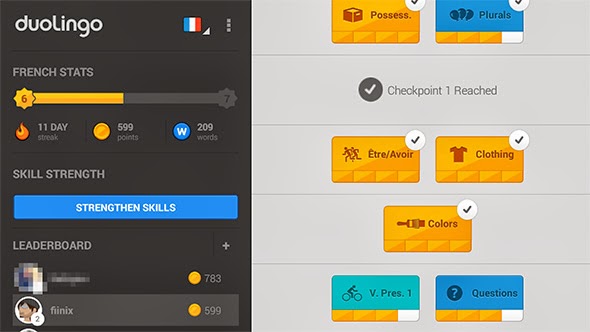 duolingo
FRENCH STATS
6
7
11 DAY
streak
599
points
W
209
words
SKILL STRENGTH
STRENGTHEN SKILLS
LEADERBOARD +
783
2
fiinix
599
Possess.
Plurals
Checkpoint 1 Reached
Être/Avoir
Clothing
Colors
V. Pres. 1
?
Questions